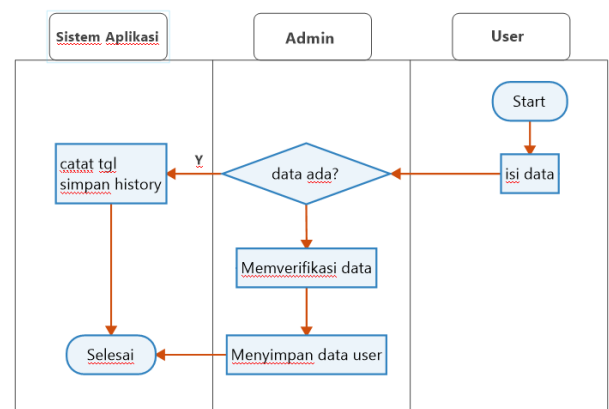 Sistem Aplikasi
Admin
User
Start
isi data
data ada?
Y
catat tgl
simpan history
Memverifikasi data
Menyimpan data user
Selesai